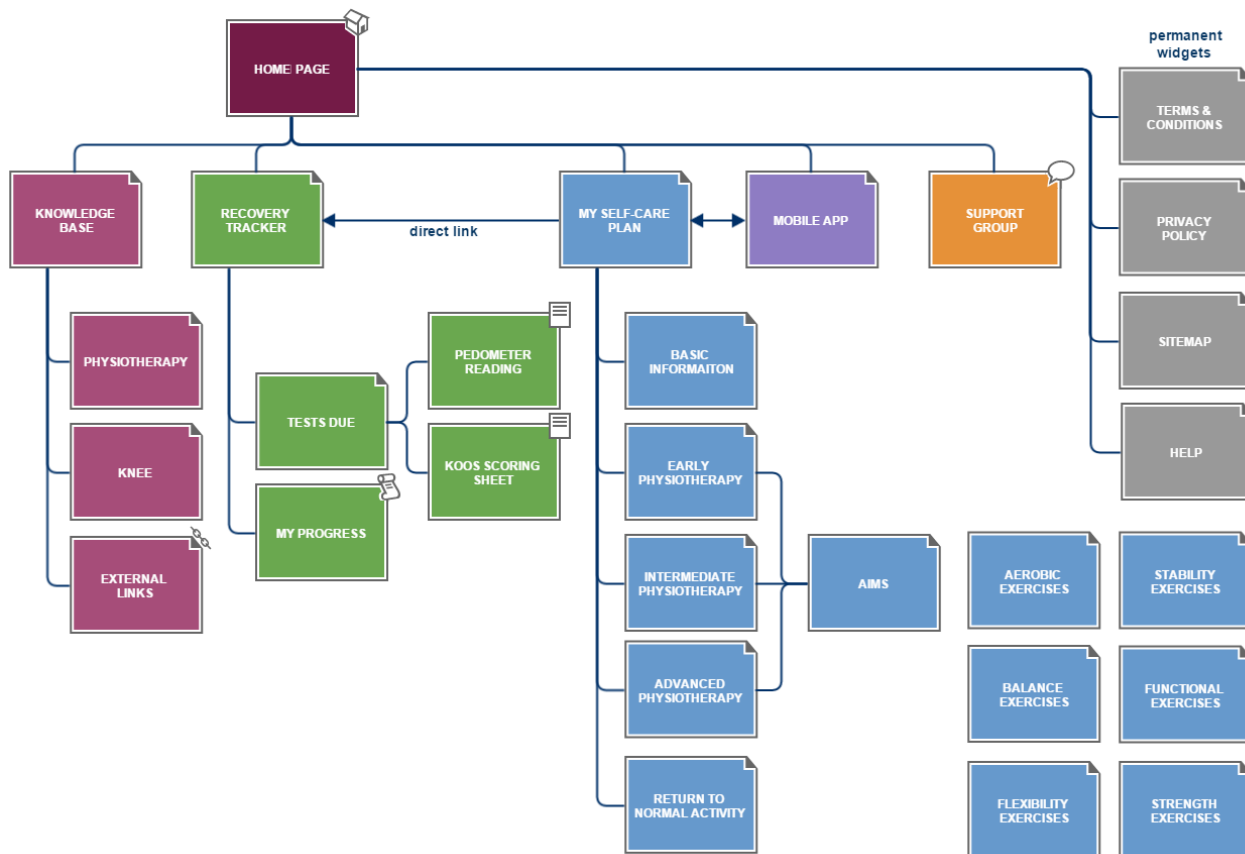 HOME PAGE
permanent
widgets
TERMS &
CONDITIONS
KNOWLEDGE
BASE
RECOVERY
TRACKER
direct link
MY SELF-CARE
PLAN
MOBILE APP
SUPPORT
GROUP
PRIVACY
POLICY
SITEMAP
HELP
PHYSIOTHERAPY
KNEE
EXTERNAL
LINKS
TESTS DUE
MY PROGRESS
PEDOMETER
READING
KOOS SCORING
SHEET
BASIC
INFORMAITON
EARLY
PHYSIOTHERAPY
INTERMEDIATE
PHYSIOTHERAPY
ADVANCED
PHYSIOTHERAPY
RETURN TO
NORMAL ACTIVITY
AIMS
AEROBIC
EXERCISES
STABILITY
EXERCISES
BALANCE
EXERCISES
FUNCTIONAL
EXERCISES
FLEXIBILITY
EXERCISES
STRENGTH
EXERCISES